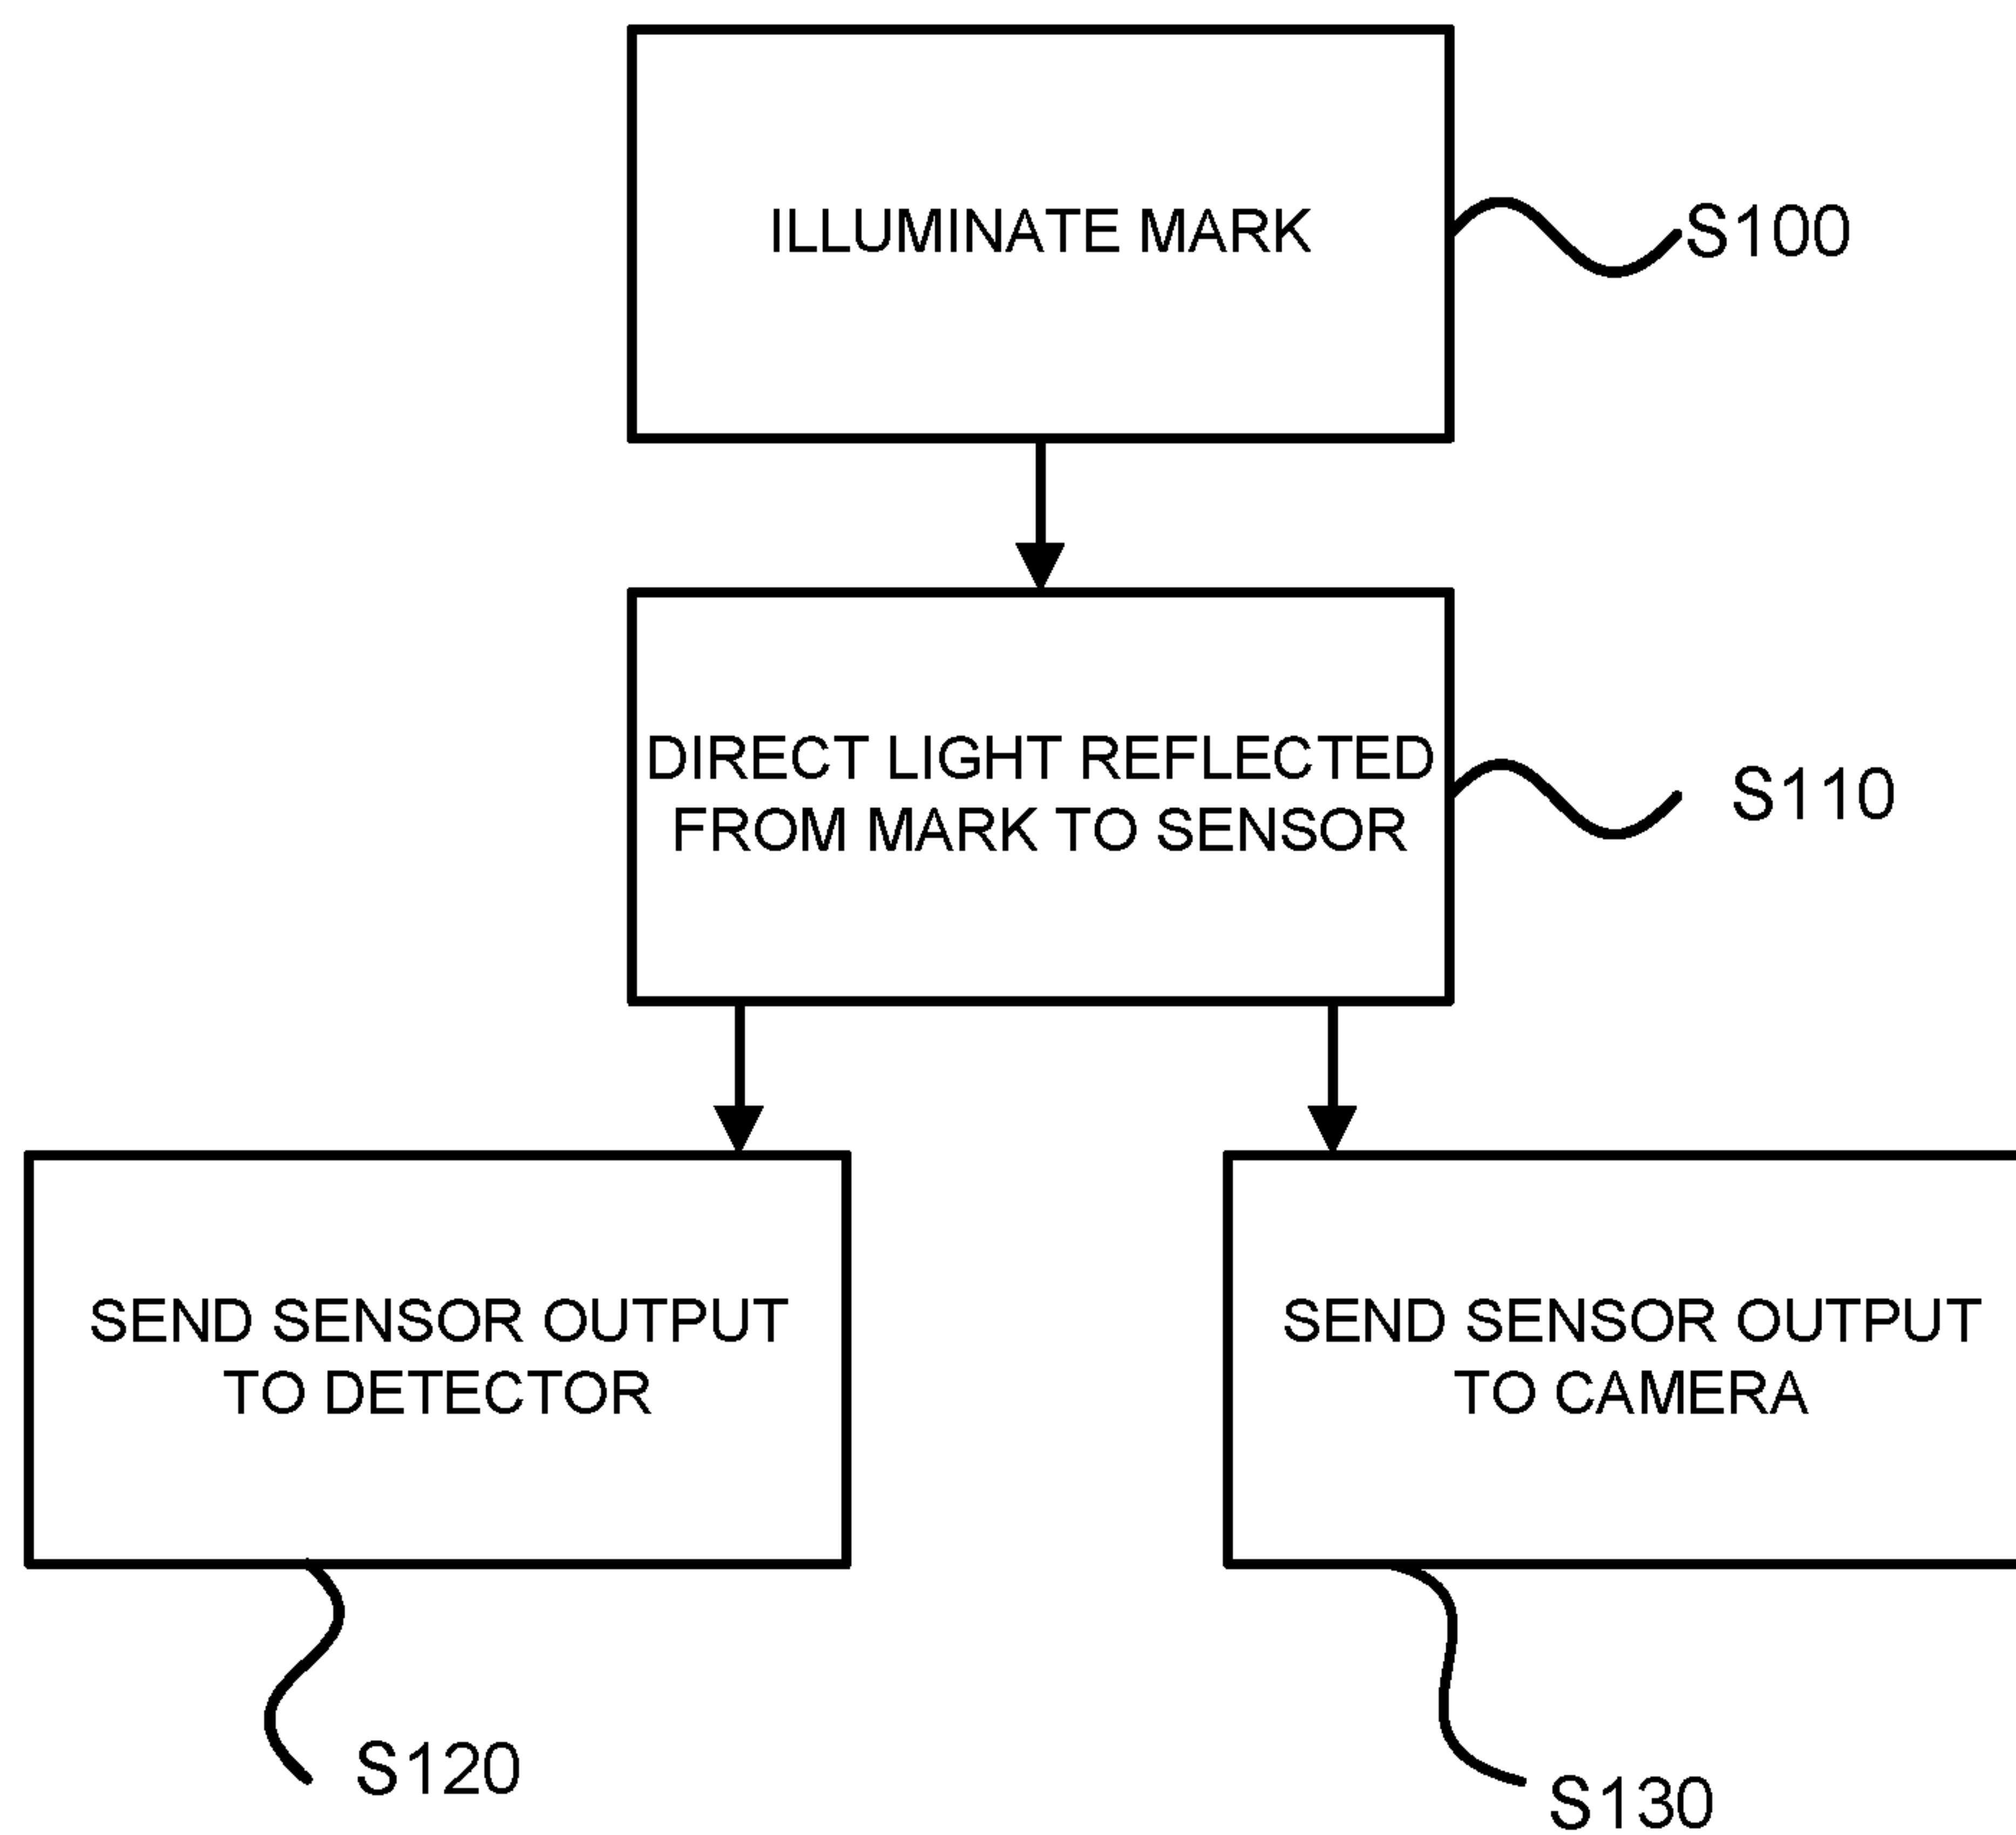 ILLUMINATE MARK
S100
DIRECT LIGHT REFLECTED
FROM MARK TO SENSOR
S110
SEND SENSOR OUTPUT
TO DETECTOR
SEND SENSOR OUTPUT
TO CAMERA
S120
S130